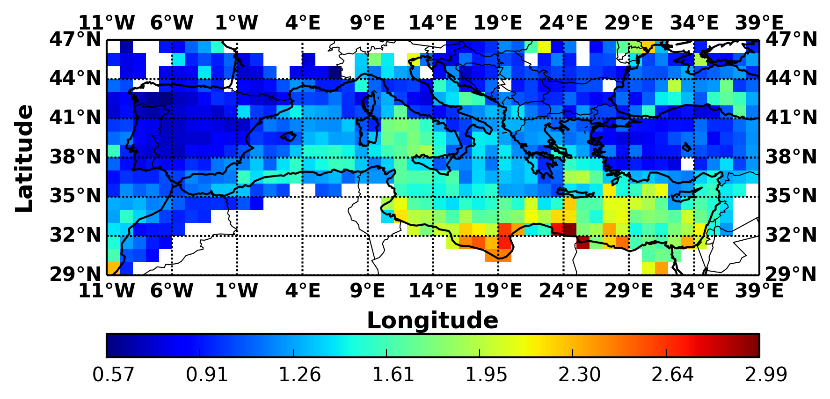 11°W 6°W 1°W 4°E 9°E 14°E 19°E 24°E 29°E 34°E 39°E
47°N 47°N
44°N 44°N
41°N 41°N
38°N 38°N
35°N 35°N
32°N 32°N
29°N 29°N
Latitude
11°W 6°W 1°W 4°E 9°E 14°E 19°E 24°E 29°E 34°E 39°E
Longitude
0.57 0.91 1.26 1.61 1.95 2.30 2.64 2.99